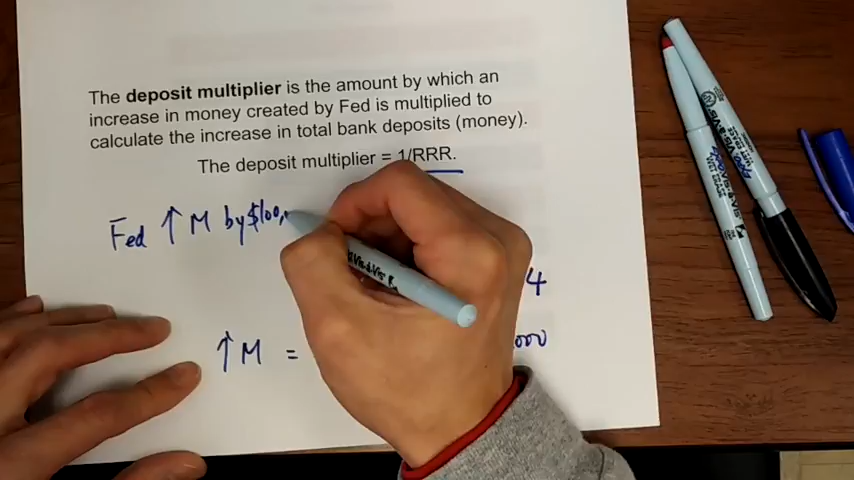 The deposit multiplier is the amount by which an
increase in money created by Fed is multiplied to
calculate the increase in total bank deposits (money).
The deposit multiplier = 1/RRR.
Fed ↑ M by $100,
4
↑ M =
000